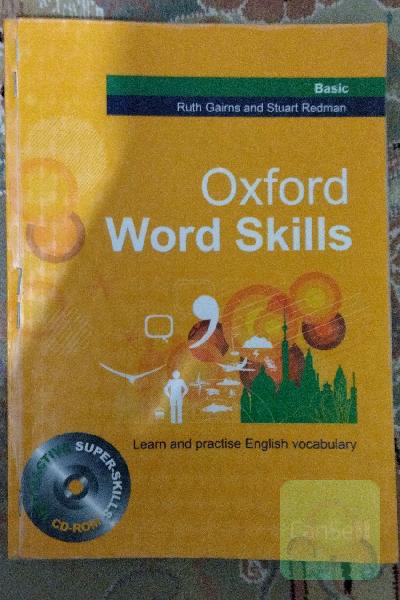 Basic
Ruth Gairns and Stuart Redman
Oxford
Word Skills
Learn and practise English vocabulary
SUPER-SKILLS
CD-ROM